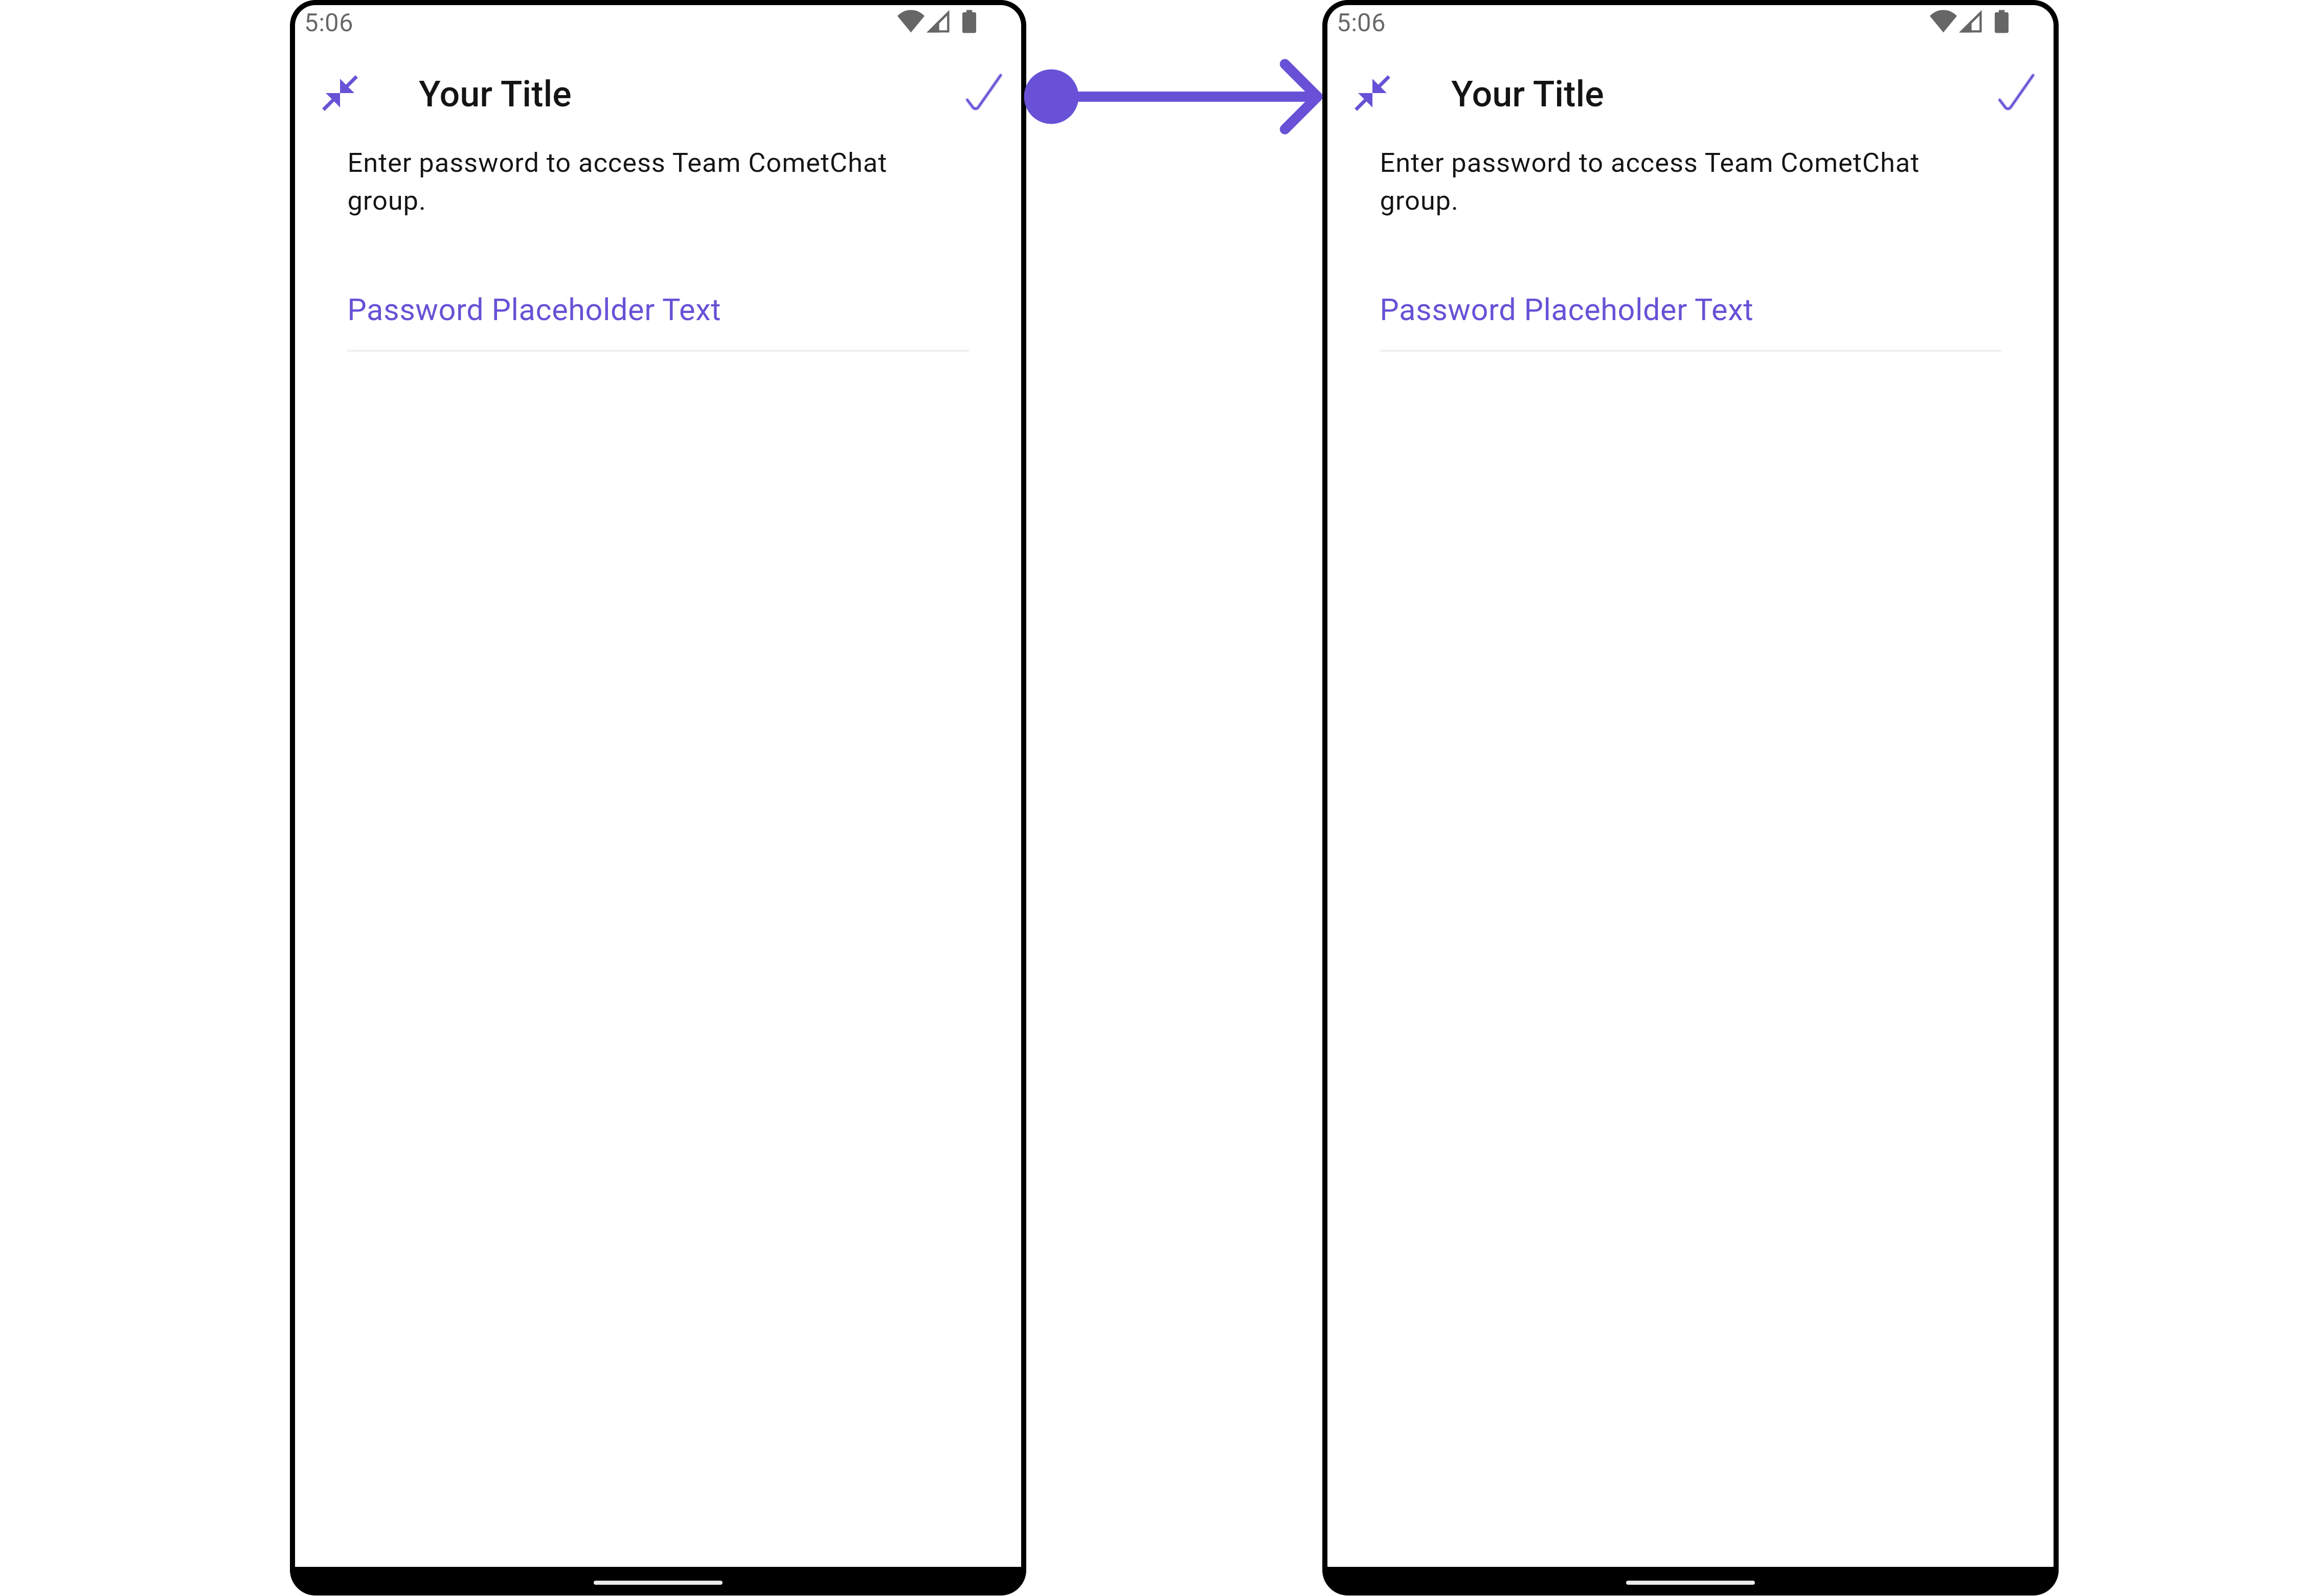 5:06
Your Title
Enter password to access Team CometChat
group.
Password Placeholder Text
5:06
Your Title
Enter password to access Team CometChat
group.
Password Placeholder Text